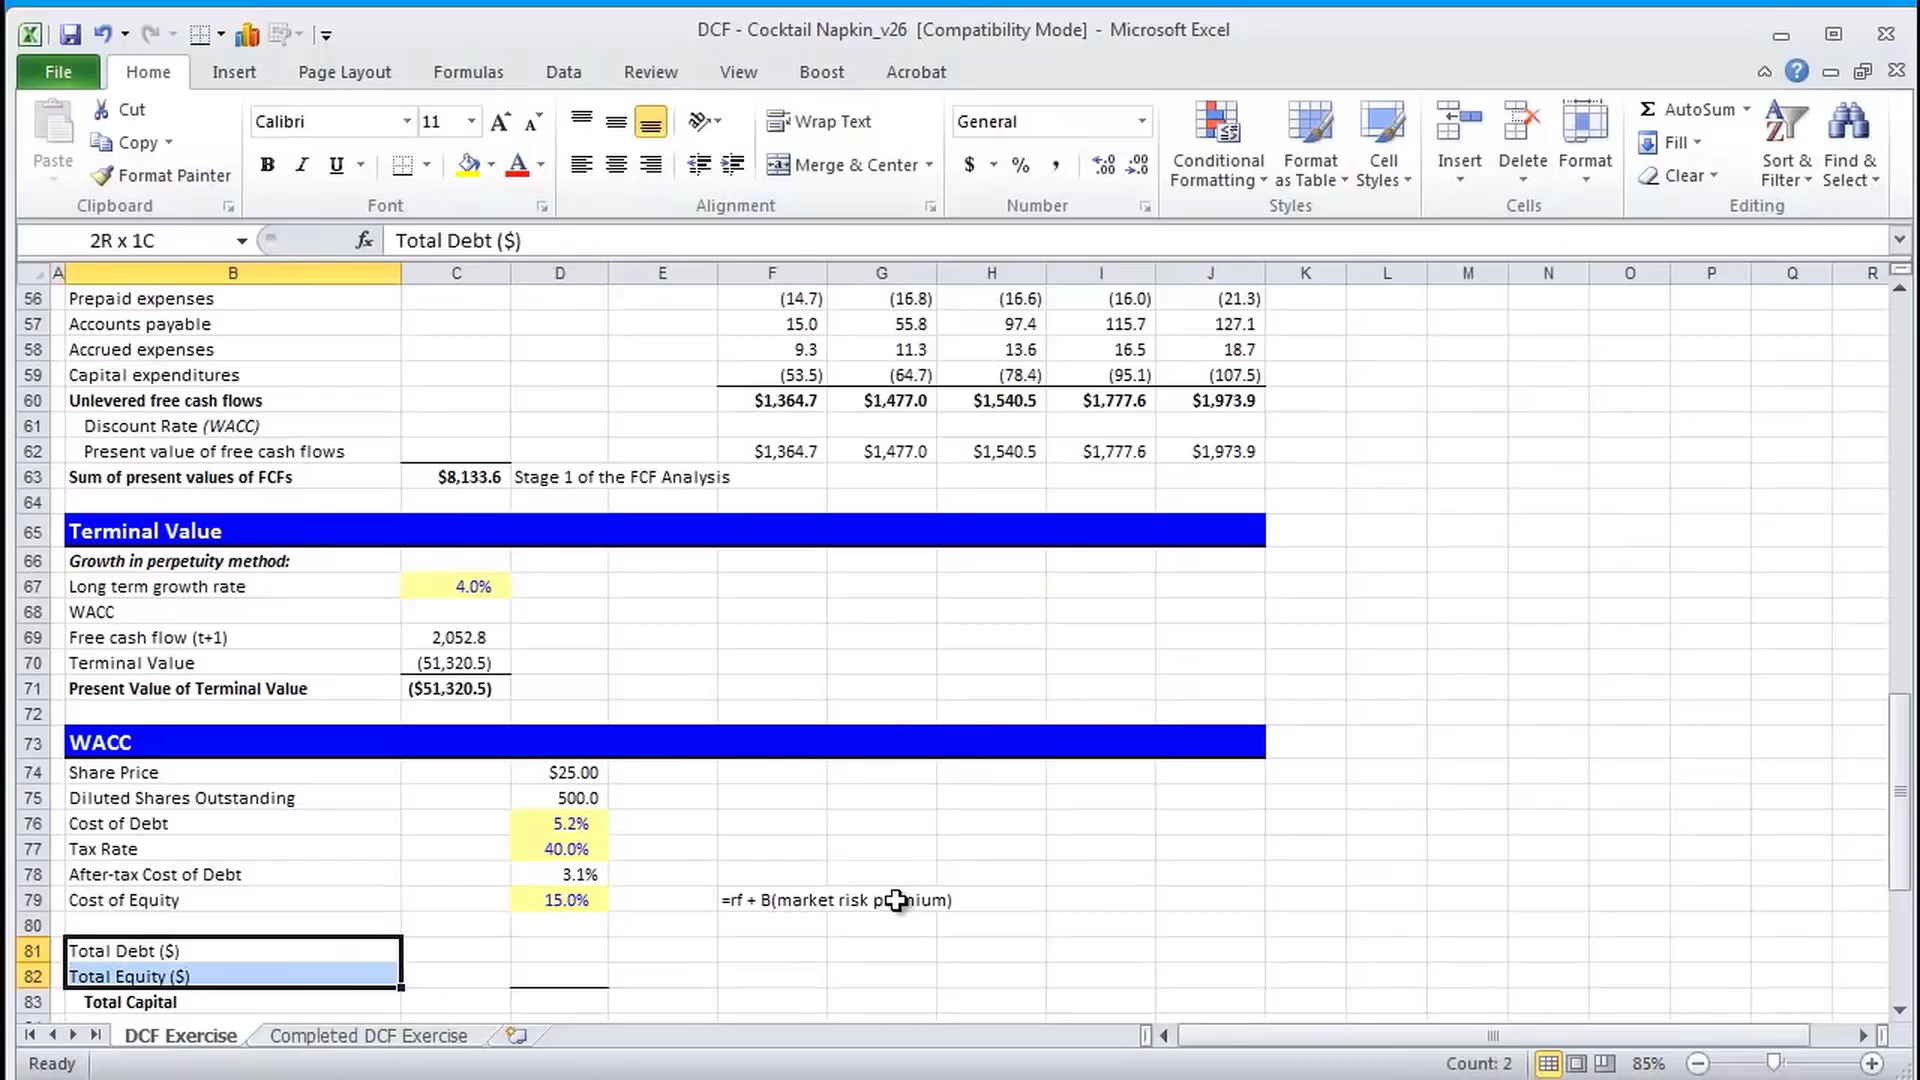 DCF - Cocktail Napkin_v26 [Compatibility Mode] - Microsoft Excel
File Home Insert Page Layout Formulas Data Review View Boost Acrobat
Paste Cut Copy Format Painter Clipboard
Calibri 11 B I U Font
Wrap Text Merge & Center Alignment
General $ % , Number
Conditional Formatting Format as Table Cell Styles Styles
Insert Delete Format Cells
Σ AutoSum Fill Clear Sort & Filter Find & Select Editing
2R x 1C fx Total Debt ($)
A B C D E F G H I J K L M N O P Q R
56 Prepaid expenses (14.7) (16.8) (16.6) (16.0) (21.3)
57 Accounts payable 15.0 55.8 97.4 115.7 127.1
58 Accrued expenses 9.3 11.3 13.6 16.5 18.7
59 Capital expenditures (53.5) (64.7) (78.4) (95.1) (107.5)
60 Unlevered free cash flows $1,364.7 $1,477.0 $1,540.5 $1,777.6 $1,973.9
61 Discount Rate (WACC)
62 Present value of free cash flows $1,364.7 $1,477.0 $1,540.5 $1,777.6 $1,973.9
63 Sum of present values of FCFs $8,133.6 Stage 1 of the FCF Analysis
64
65 Terminal Value
66 Growth in perpetuity method:
67 Long term growth rate 4.0%
68 WACC
69 Free cash flow (t+1) 2,052.8
70 Terminal Value (51,320.5)
71 Present Value of Terminal Value ($51,320.5)
72
73 WACC
74 Share Price $25.00
75 Diluted Shares Outstanding 500.0
76 Cost of Debt 5.2%
77 Tax Rate 40.0%
78 After-tax Cost of Debt 3.1%
79 Cost of Equity 15.0% =rf + B(market risk premium)
80
81 Total Debt ($)
82 Total Equity ($)
83 Total Capital
DCF Exercise Completed DCF Exercise
Ready Count: 2 85%